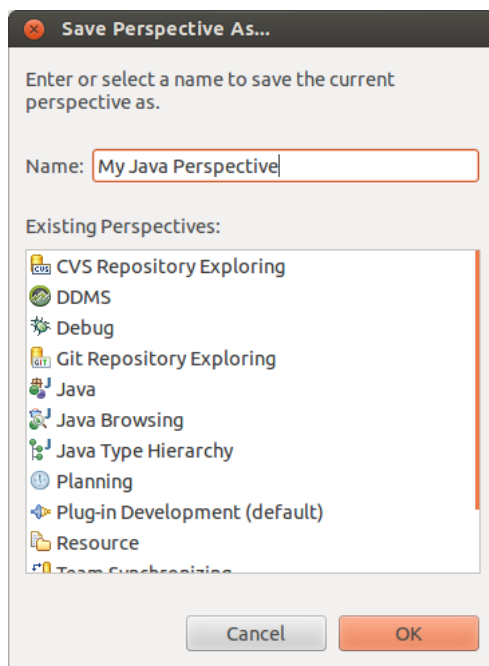 Save Perspective As...
Enter or select a name to save the current
perspective as.
Name: My Java Perspective
Existing Perspectives:
CVS CVS Repository Exploring
DDMS
Debug
GIT Git Repository Exploring
Java
Java Browsing
Java Type Hierarchy
Planning
Plug-in Development (default)
Resource
Team Synchronizing
Cancel OK